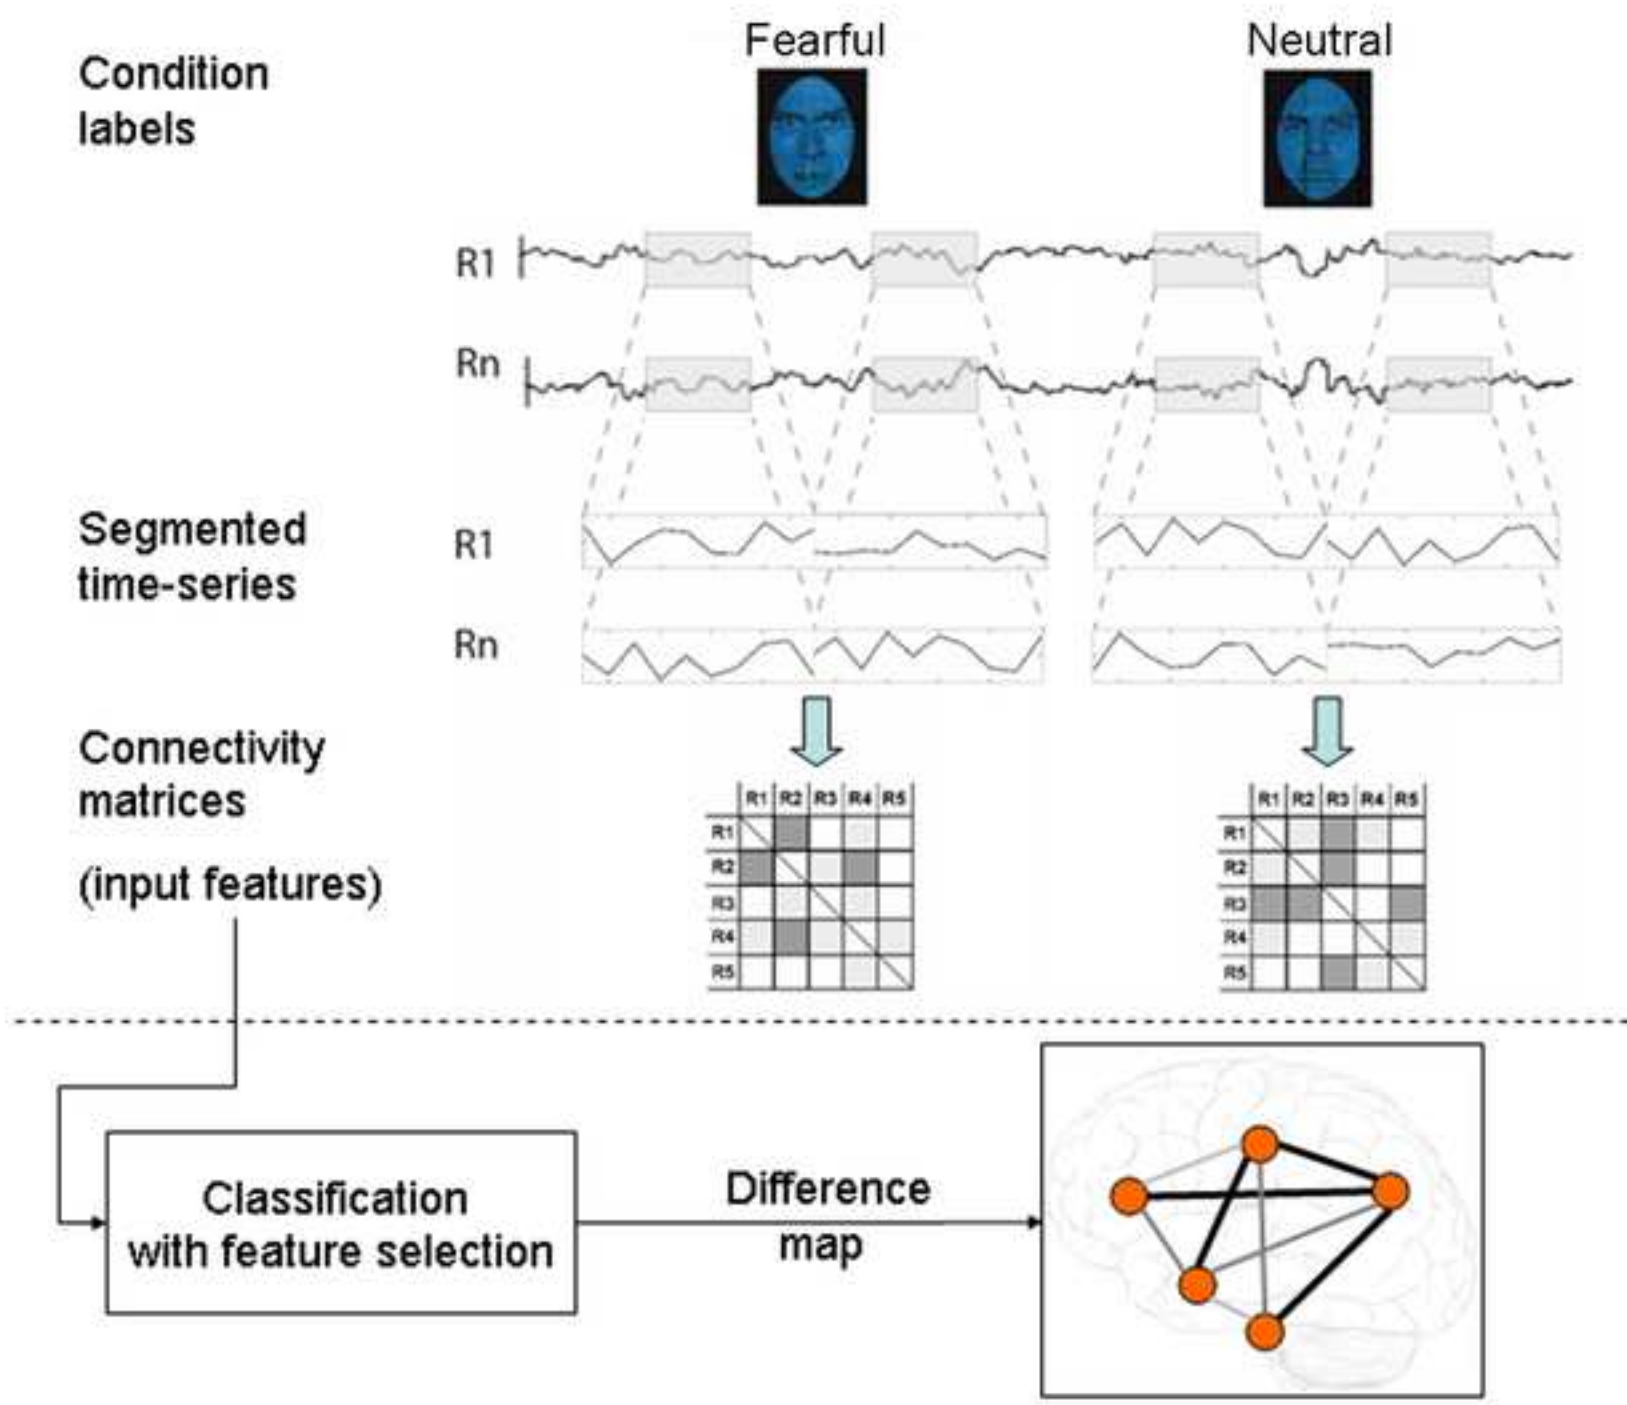 Fearful
Neutral
Condition
labels
R1
Rn
Segmented
time-series
R1
Rn
Connectivity
matrices
(input features)
R1 R2 R3 R4 R5
R1
R2
R3
R4
R5
R1 R2 R3 R4 R5
R1
R2
R3
R4
R5
Classification
with feature selection
Difference
map